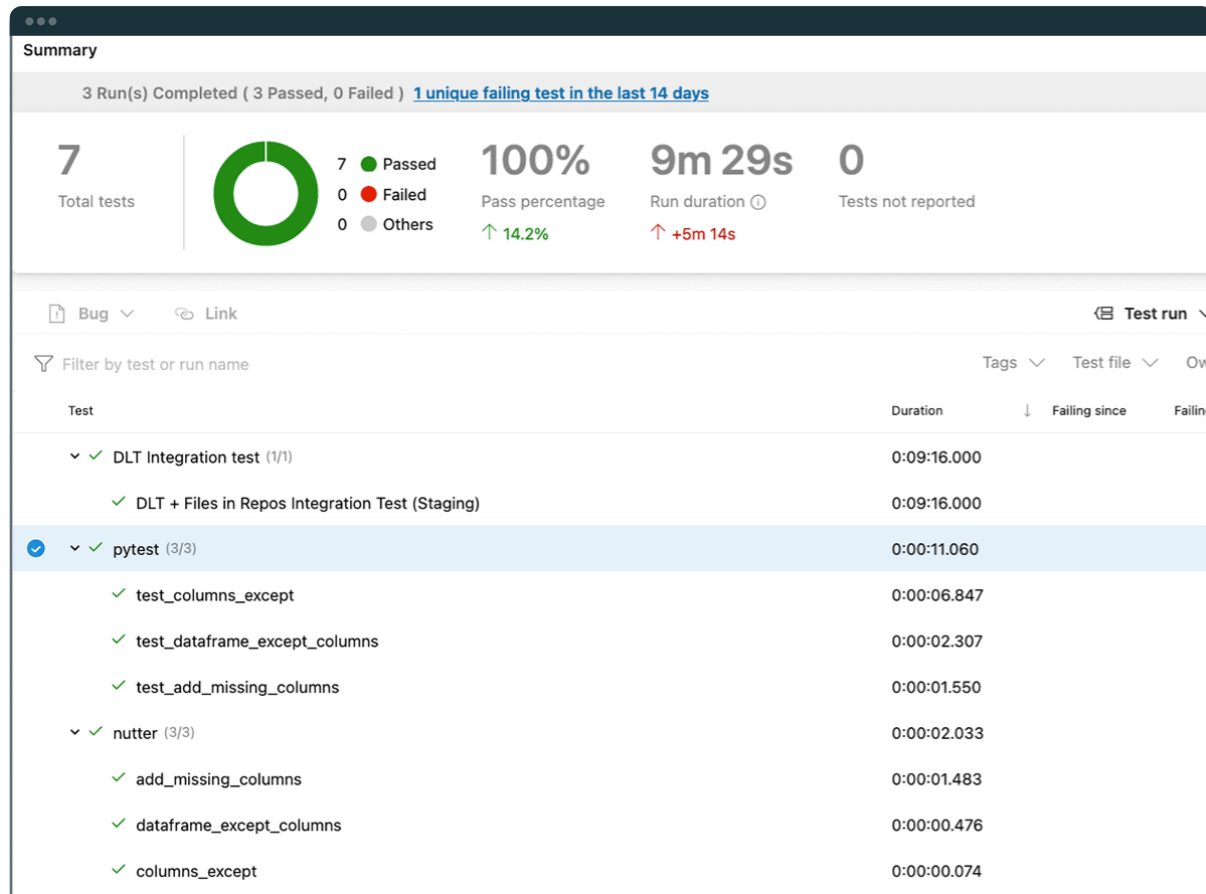 Summary
3 Run(s) Completed ( 3 Passed, 0 Failed ) 1 unique failing test in the last 14 days
7
Total tests
7 Passed
0 Failed
0 Others
100%
Pass percentage
14.2%
9m 29s
Run duration
+5m 14s
0
Tests not reported
Bug Link Test run
Filter by test or run name Tags Test file Ow
Test Duration Failing since Failin
DLT Integration test (1/1) 0:09:16.000
DLT + Files in Repos Integration Test (Staging) 0:09:16.000
pytest (3/3) 0:00:11.060
test_columns_except 0:00:06.847
test_dataframe_except_columns 0:00:02.307
test_add_missing_columns 0:00:01.550
nutter (3/3) 0:00:02.033
add_missing_columns 0:00:01.483
dataframe_except_columns 0:00:00.476
columns_except 0:00:00.074